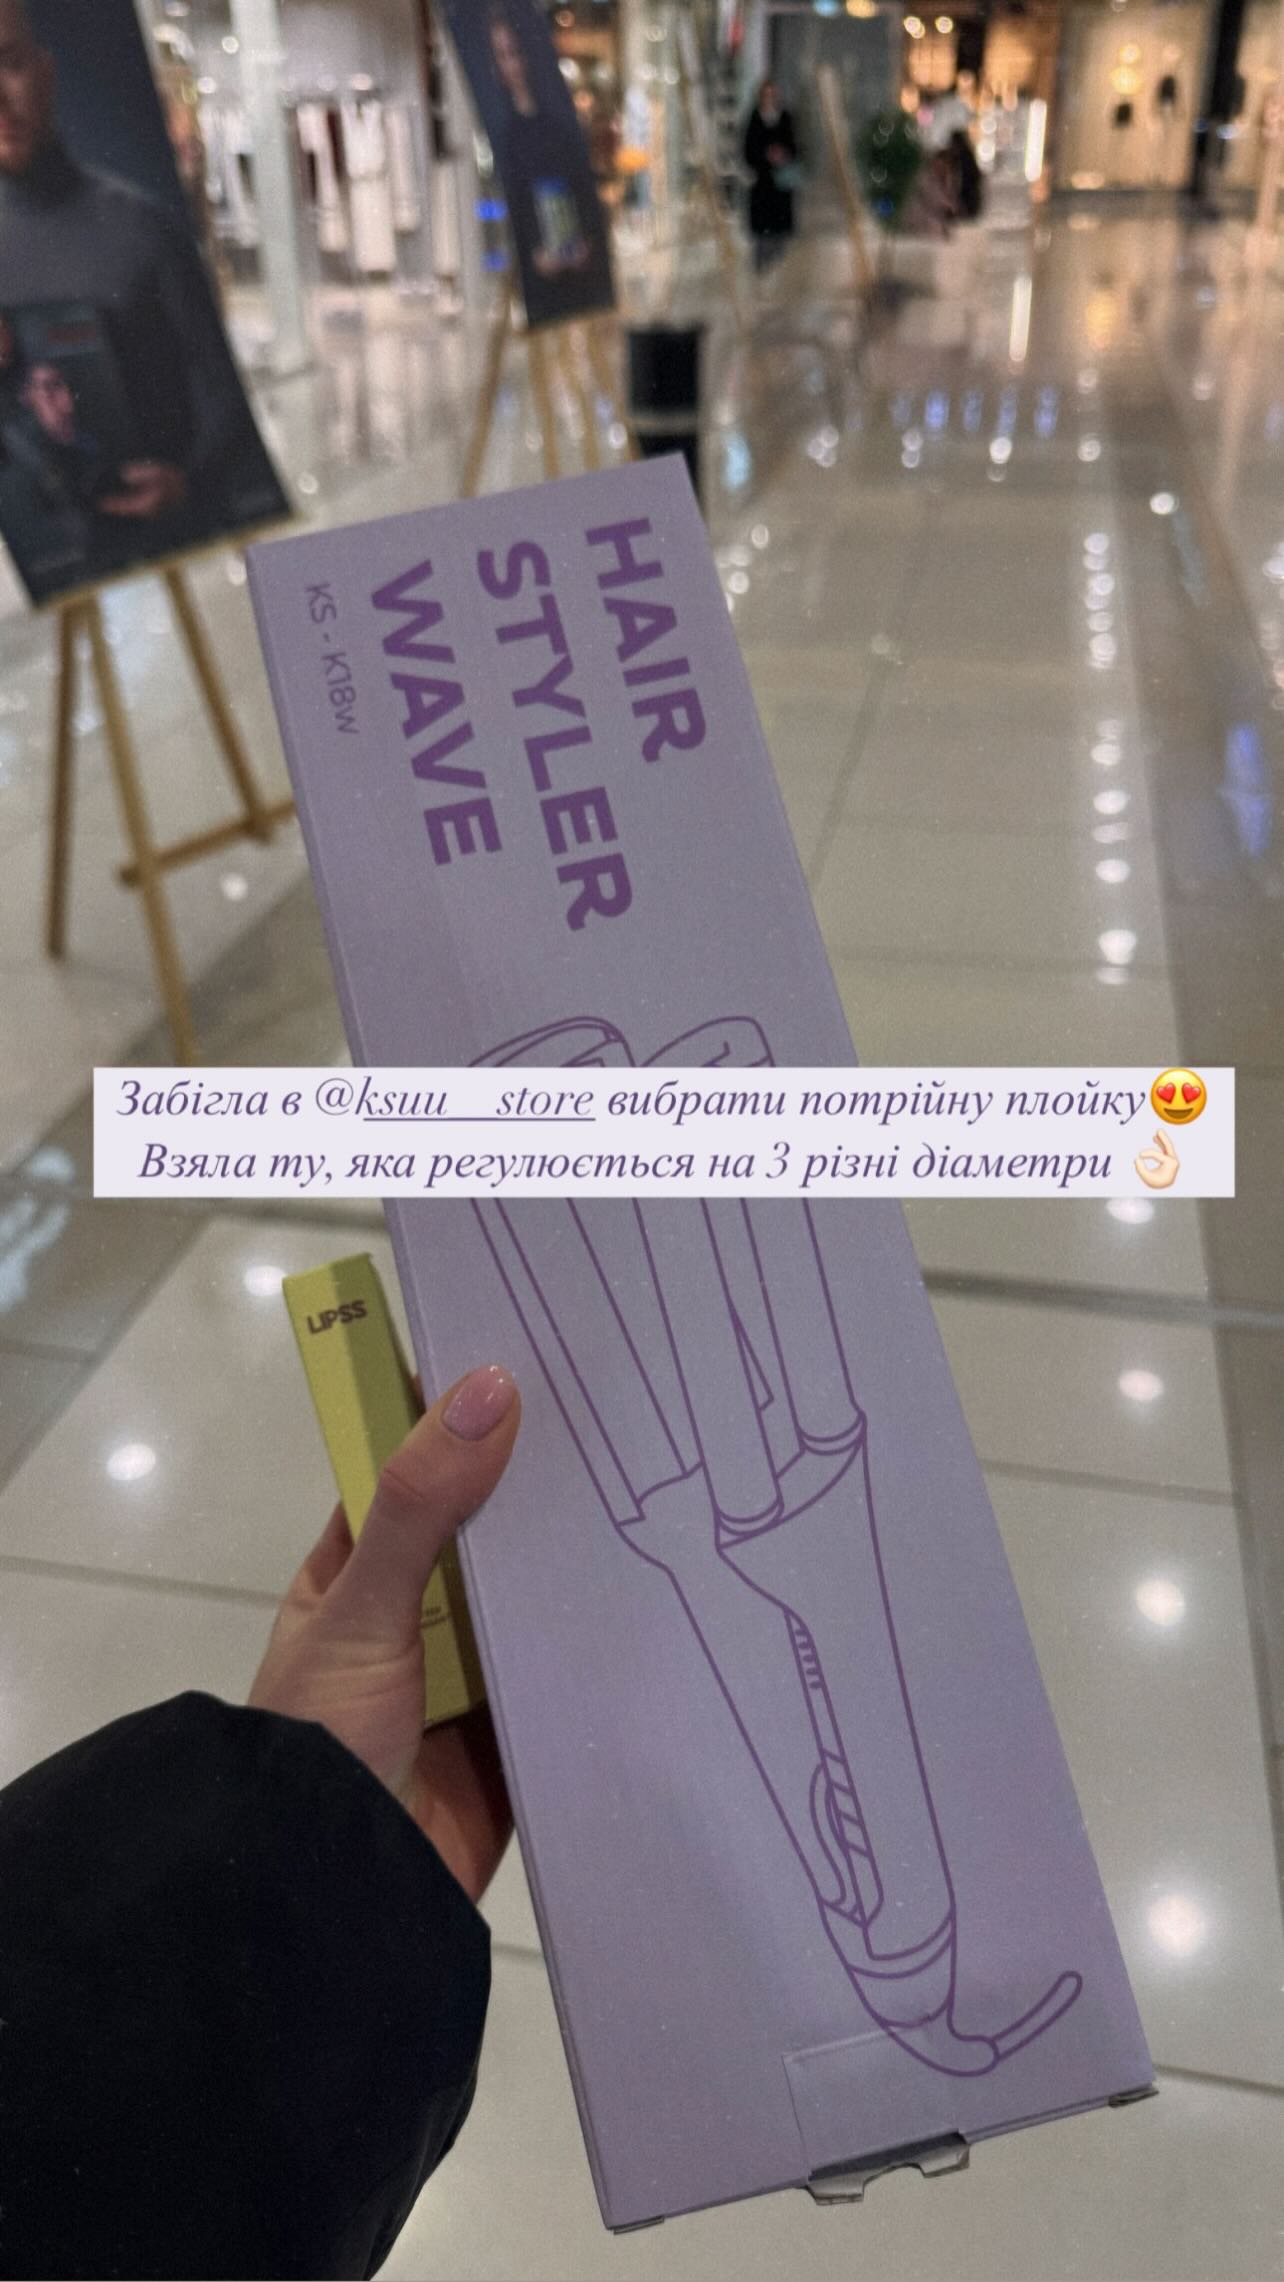 HAIR
STYLER
WAVE
KS - K18W
Забігла в @ksuu__store вибрати потрійну плойку😍
Взяла ту, яка регулюється на 3 різні діаметри 👌🏻
LIPSS